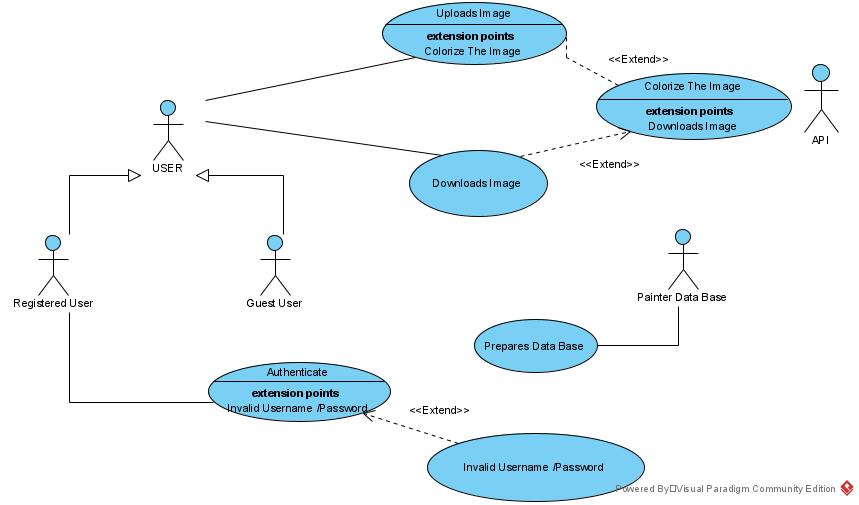 Uploads Image
extension points
Colorize The Image
<<Extend>>
Colorize The Image
extension points
Downloads Image
API
USER
<<Extend>>
Downloads Image
Registered User
Guest User
Painter Data Base
Prepares Data Base
Authenticate
extension points
Invalid Username /Password
<<Extend>>
Invalid Username /Password
Powered By Visual Paradigm Community Edition